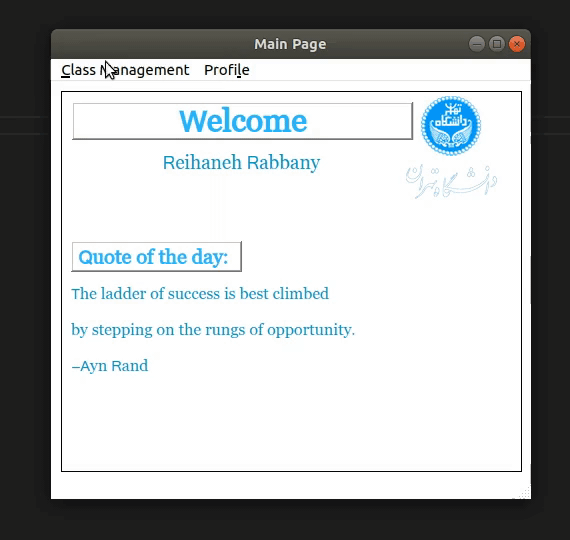 Main Page
Class Management Profile
Welcome
Reihaneh Rabbany
دانشگاه تهران
Quote of the day:
The ladder of success is best climbed
by stepping on the rungs of opportunity.
–Ayn Rand